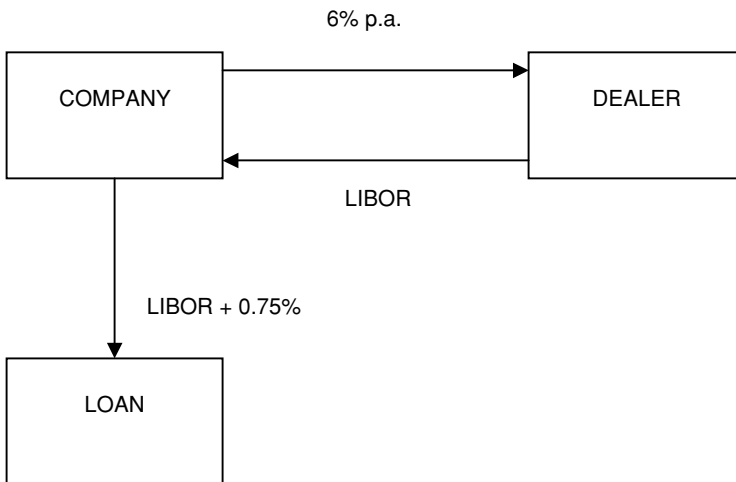 6% p.a.
COMPANY
DEALER
LIBOR
LIBOR + 0.75%
LOAN